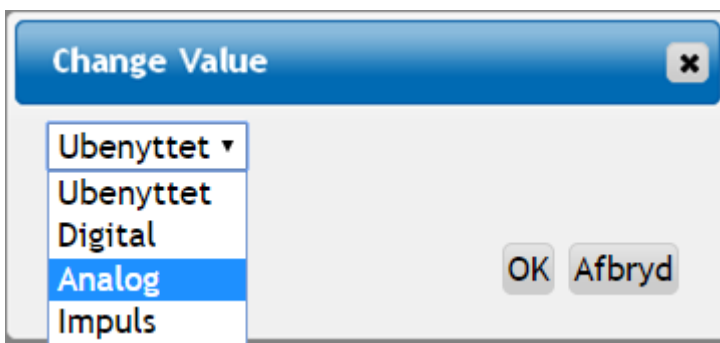 Change Value
Ubenyttet
Ubenyttet
Digital
Analog
Impuls
OK Afbryd